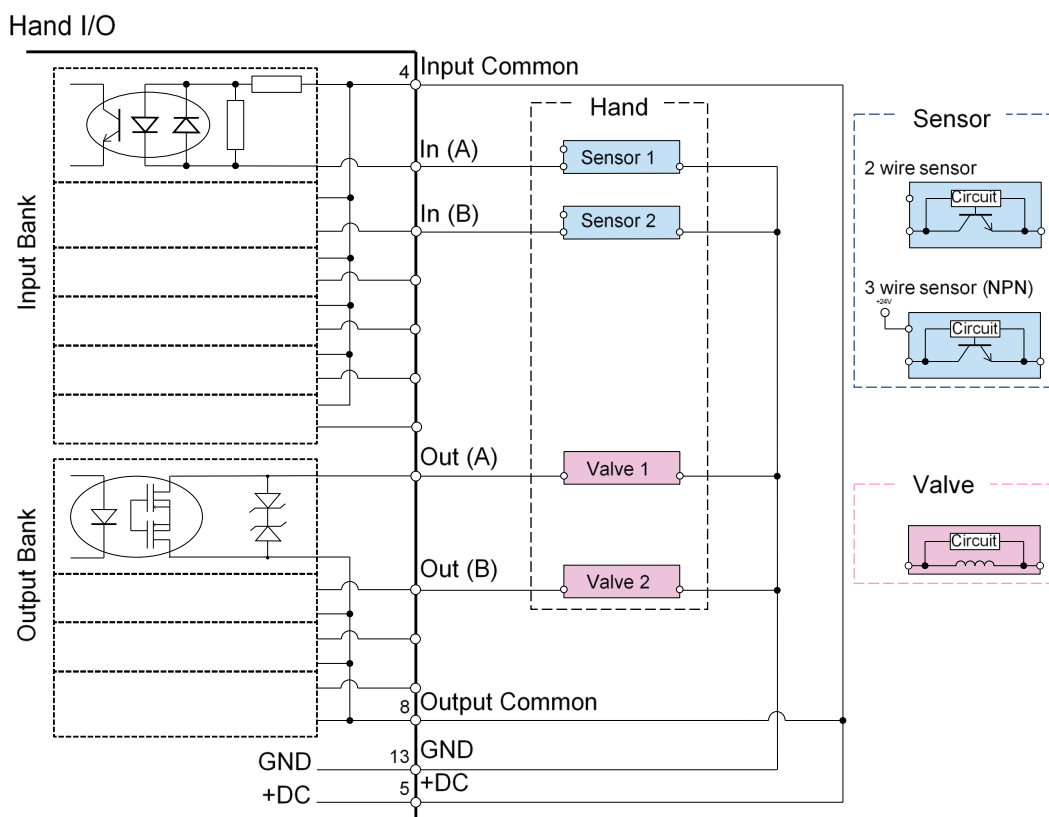 Hand I/O
4
Input Common
Hand
Sensor
In (A)
Sensor 1
2 wire sensor
Circuit
In (B)
Sensor 2
Input Bank
3 wire sensor (NPN)
+24V
Circuit
Out (A)
Valve 1
Valve
Circuit
Output Bank
Out (B)
Valve 2
8
Output Common
GND
13
GND
+DC
5
+DC